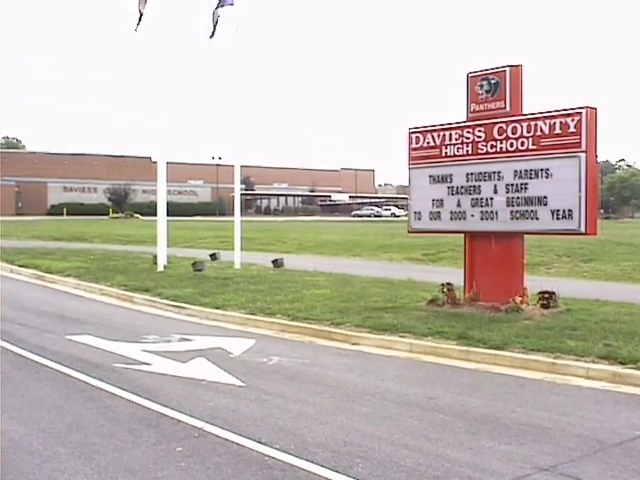 PANTHERS
DAVIESS COUNTY
HIGH SCHOOL
THANKS STUDENTS, PARENTS,
TEACHERS & STAFF
FOR A GREAT BEGINNING
TO OUR 2000 - 2001 SCHOOL YEAR
DAVIESS COUNTY HIGH SCHOOL